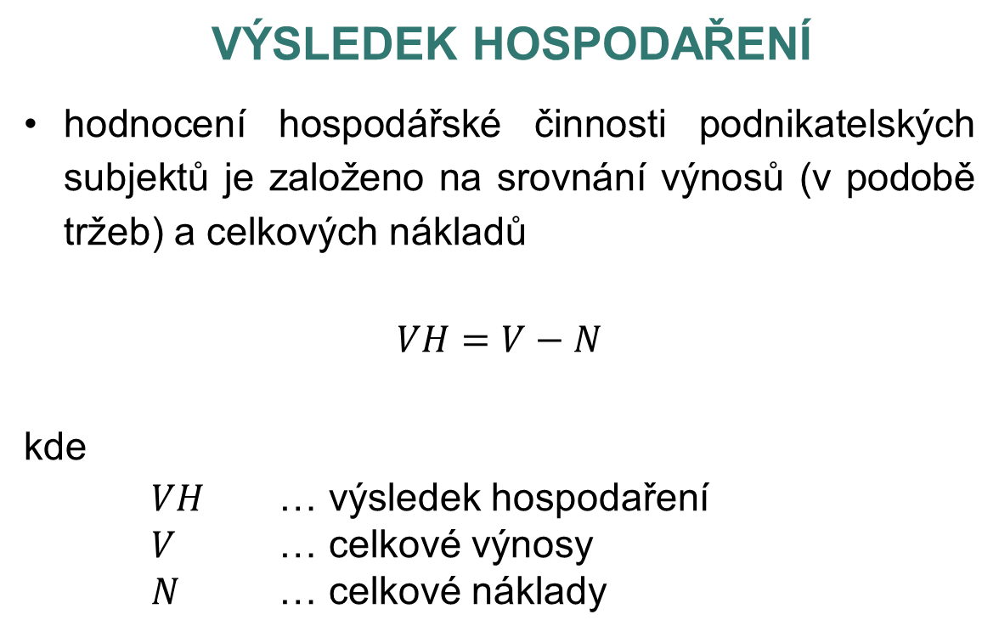 VÝSLEDEK HOSPODAŘENÍ
• hodnocení hospodářské činnosti podnikatelských
subjektů je založeno na srovnání výnosů (v podobě
tržeb) a celkových nákladů
VH = V − N
kde
VH … výsledek hospodaření
V … celkové výnosy
N … celkové náklady